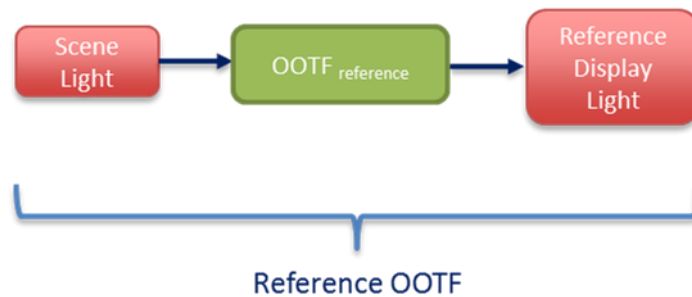 Scene
Light
OOTF reference
Reference
Display
Light
Reference OOTF